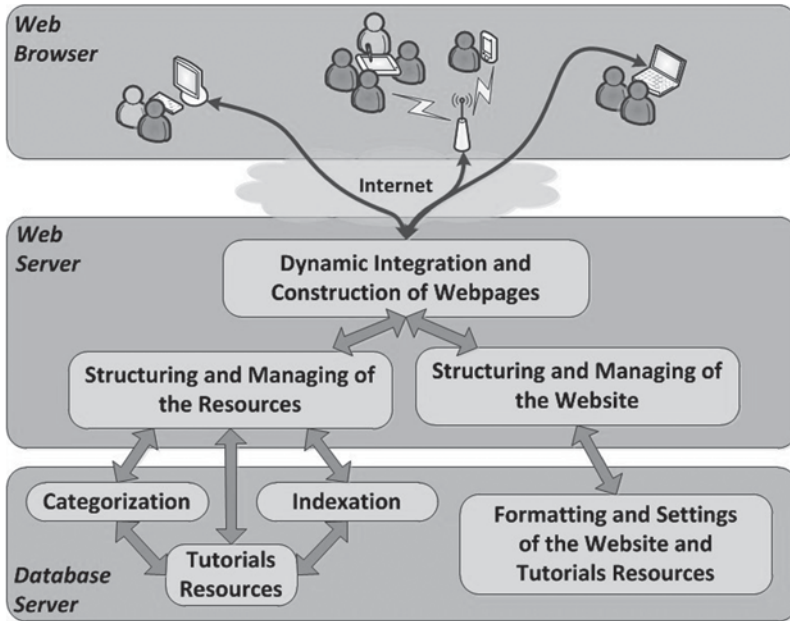 Web
Browser
Internet
Web
Server
Dynamic Integration and
Construction of Webpages
Structuring and Managing of
the Resources
Structuring and Managing of
the Website
Categorization
Indexation
Tutorials
Resources
Formatting and Settings
of the Website and
Tutorials Resources
Database
Server